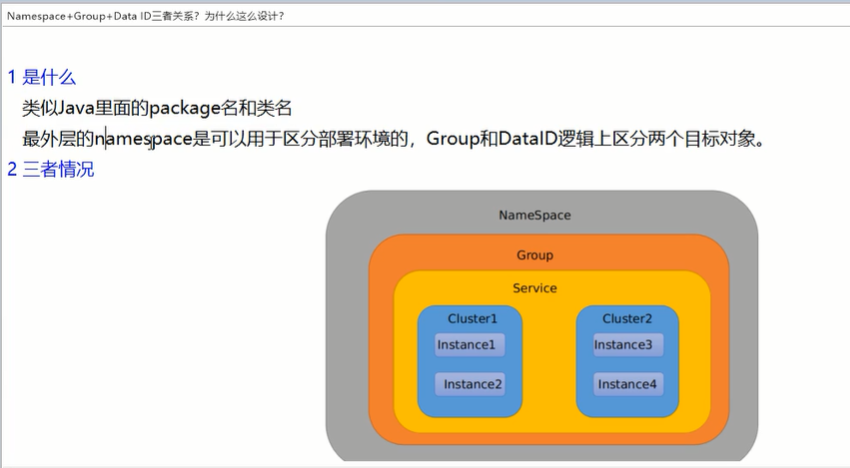 Namespace+Group+Data ID三者关系？为什么这么设计？
1 是什么
类似Java里面的package名和类名
最外层的namespace是可以用于区分部署环境的，Group和DataID逻辑上区分两个目标对象。
2 三者情况
NameSpace
Group
Service
Cluster1
Cluster2
Instance1
Instance3
Instance2
Instance4